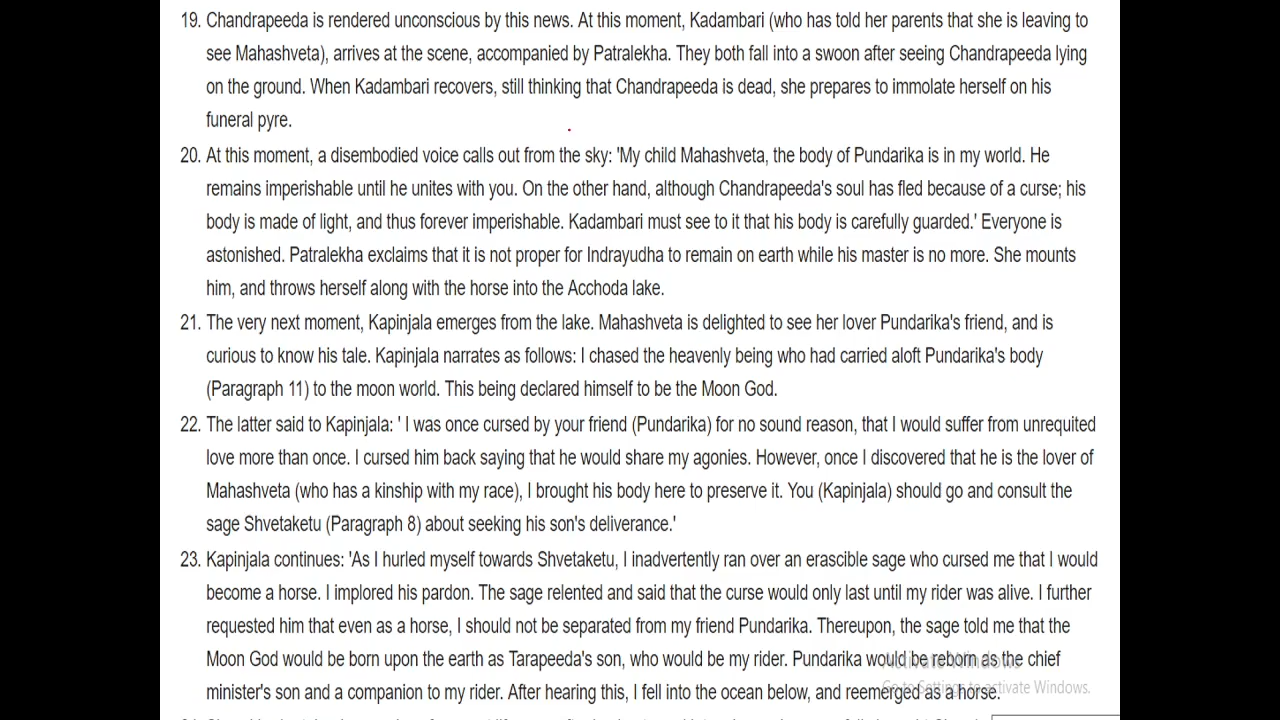 19. Chandrapeeda is rendered unconscious by this news. At this moment, Kadambari (who has told her parents that she is leaving to
see Mahashveta), arrives at the scene, accompanied by Patralekha. They both fall into a swoon after seeing Chandrapeeda lying
on the ground. When Kadambari recovers, still thinking that Chandrapeeda is dead, she prepares to immolate herself on his
funeral pyre.
20. At this moment, a disembodied voice calls out from the sky: 'My child Mahashveta, the body of Pundarika is in my world. He
remains imperishable until he unites with you. On the other hand, although Chandrapeeda's soul has fled because of a curse; his
body is made of light, and thus forever imperishable. Kadambari must see to it that his body is carefully guarded.' Everyone is
astonished. Patralekha exclaims that it is not proper for Indrayudha to remain on earth while his master is no more. She mounts
him, and throws herself along with the horse into the Acchoda lake.
21. The very next moment, Kapinjala emerges from the lake. Mahashveta is delighted to see her lover Pundarika's friend, and is
curious to know his tale. Kapinjala narrates as follows: I chased the heavenly being who had carried aloft Pundarika's body
(Paragraph 11) to the moon world. This being declared himself to be the Moon God.
22. The latter said to Kapinjala: ' I was once cursed by your friend (Pundarika) for no sound reason, that I would suffer from unrequited
love more than once. I cursed him back saying that he would share my agonies. However, once I discovered that he is the lover of
Mahashveta (who has a kinship with my race), I brought his body here to preserve it. You (Kapinjala) should go and consult the
sage Shvetaketu (Paragraph 8) about seeking his son's deliverance.'
23. Kapinjala continues: 'As I hurled myself towards Shvetaketu, I inadvertently ran over an erascible sage who cursed me that I would
become a horse. I implored his pardon. The sage relented and said that the curse would only last until my rider was alive. I further
requested him that even as a horse, I should not be separated from my friend Pundarika. Thereupon, the sage told me that the
Moon God would be born upon the earth as Tarapeeda's son, who would be my rider. Pundarika would be reborn as the chief
minister's son and a companion to my rider. After hearing this, I fell into the ocean below, and reemerged as a horse.
Activate Windows
Go to Settings to activate Windows.